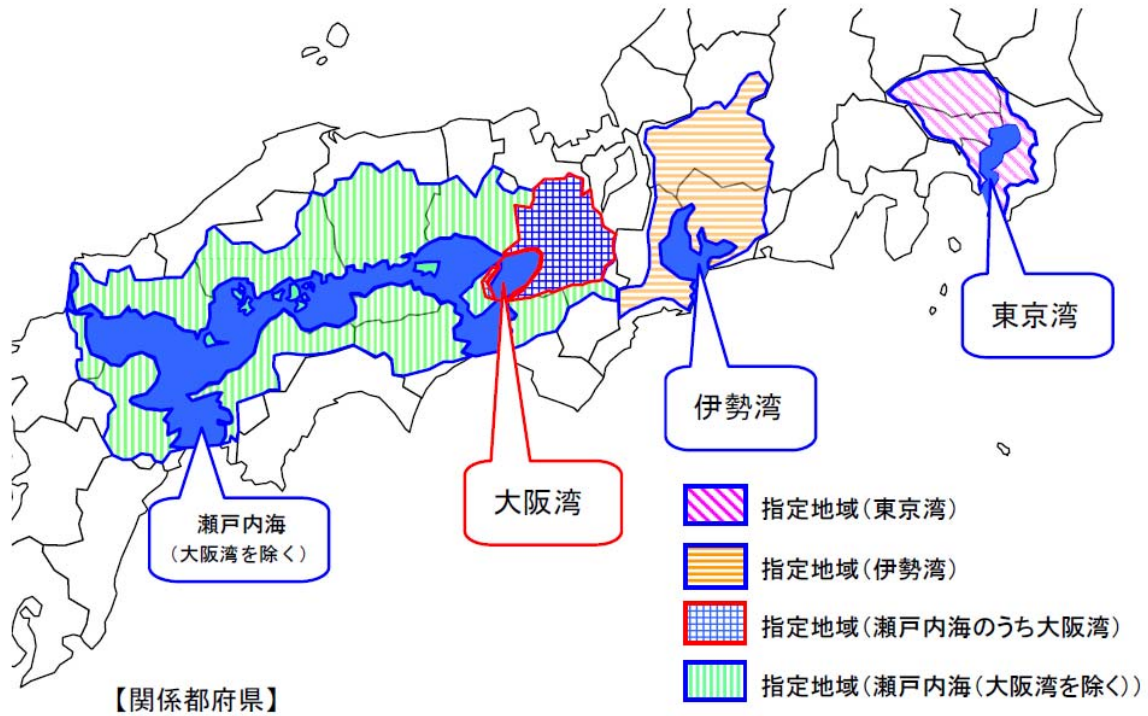 東京湾
伊勢湾
大阪湾
瀬戸内海
(大阪湾を除く)
指定地域(東京湾)
指定地域(伊勢湾)
指定地域(瀬戸内海のうち大阪湾)
指定地域(瀬戸内海(大阪湾を除く))
【関係都府県】